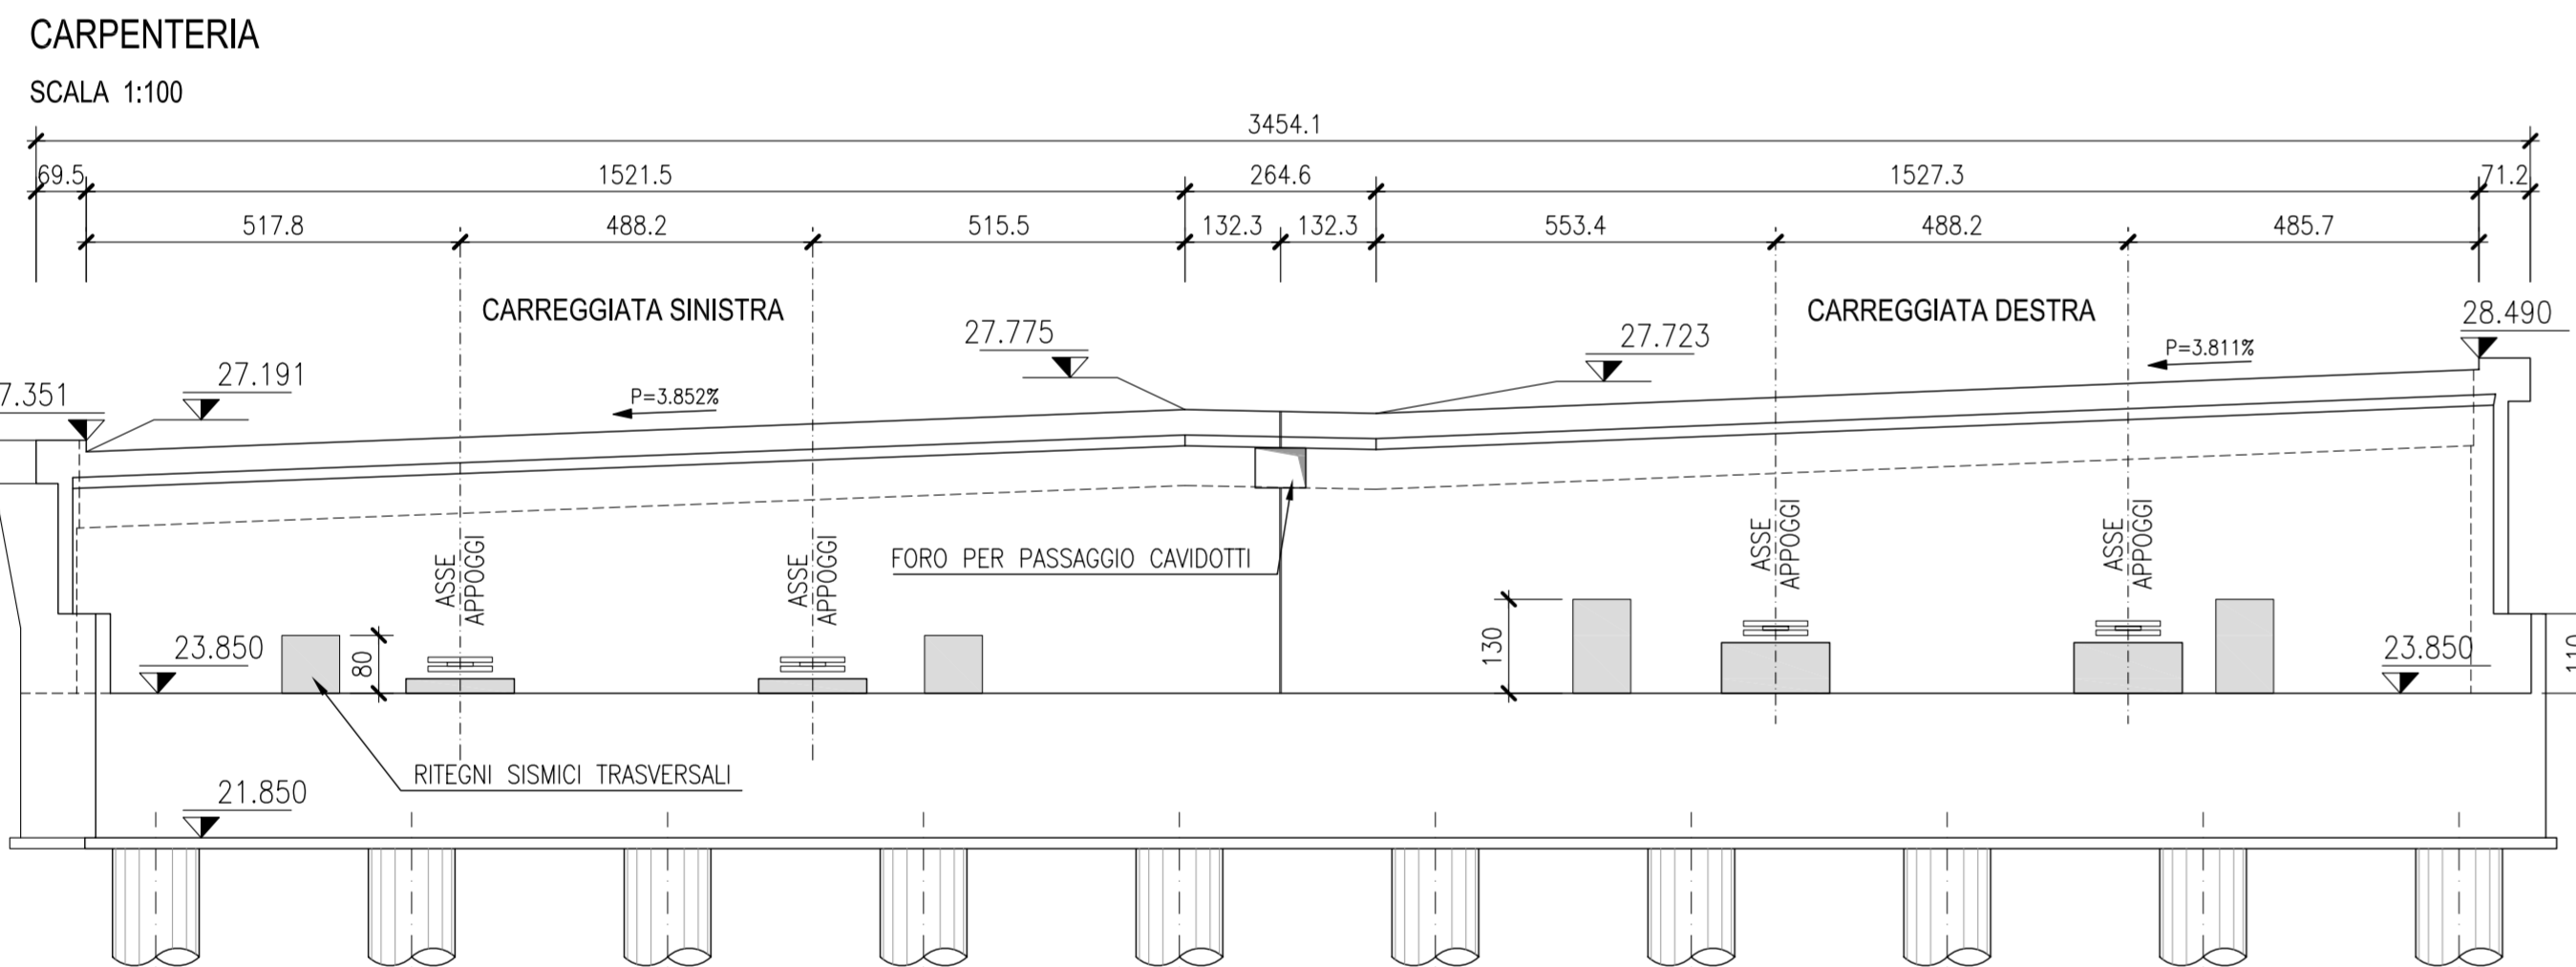 CARPENTERIA
SCALA 1:100
3454.1
69.5 1521.5 264.6 1527.3 71.2
517.8 488.2 515.5 132.3 132.3 553.4 488.2 485.7
CARREGGIATA SINISTRA
CARREGGIATA DESTRA
28.490
27.775
27.723
P=3.811%
27.191
7.351
P=3.852%
ASSE
APPOGGI
ASSE
APPOGGI
FORO PER PASSAGGIO CAVIDOTTI
ASSE
APPOGGI
ASSE
APPOGGI
23.850
80
130
23.850
110
RITEGNI SISMICI TRASVERSALI
21.850